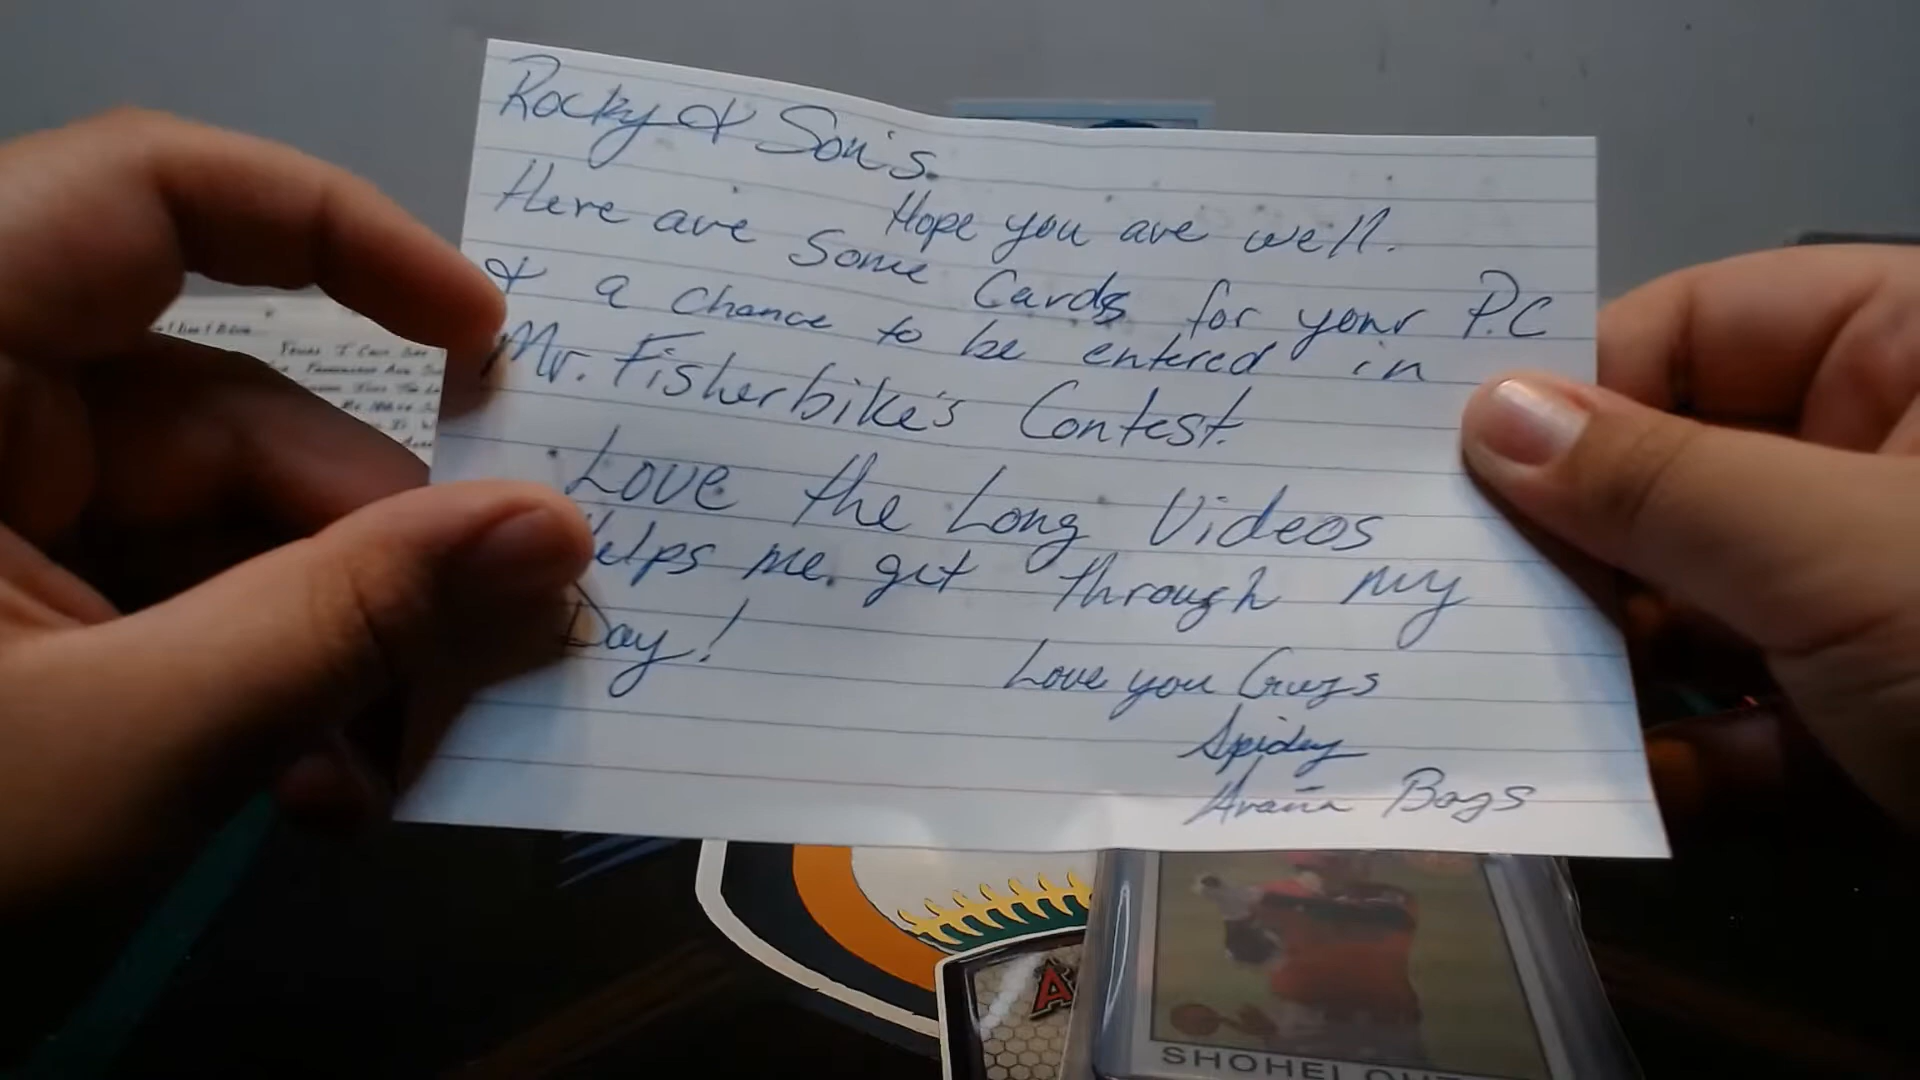 Rocky & Son's.
Hope you are well.
Here are Some Cards for your P.C
& a chance to be entered in
Mr. Fisherbike's Contest.
Love the Long Videos
Helps me get through my
Day!
Love you Guys
Spidey
Araña Bags
SHOHEI